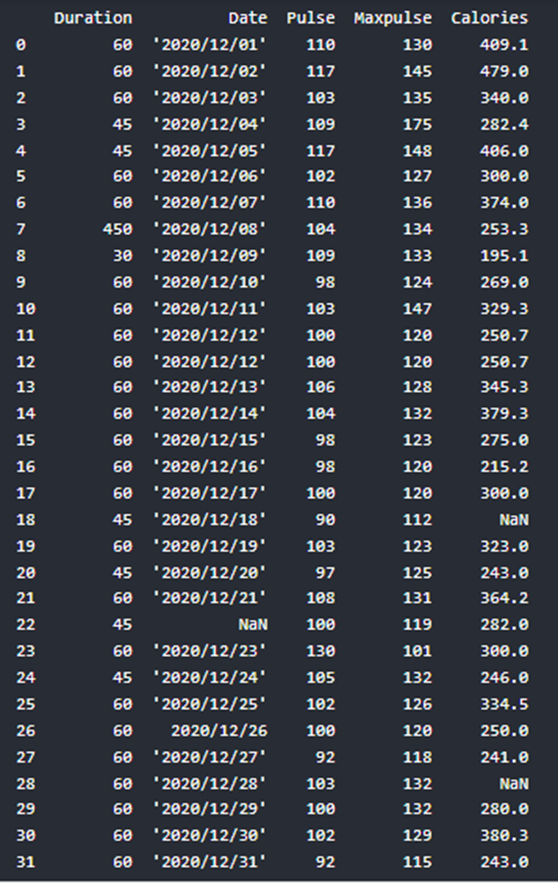 Duration Date Pulse Maxpulse Calories
0 60 '2020/12/01' 110 130 409.1
1 60 '2020/12/02' 117 145 479.0
2 60 '2020/12/03' 103 135 340.0
3 45 '2020/12/04' 109 175 282.4
4 45 '2020/12/05' 117 148 406.0
5 60 '2020/12/06' 102 127 300.0
6 60 '2020/12/07' 110 136 374.0
7 450 '2020/12/08' 104 134 253.3
8 30 '2020/12/09' 109 133 195.1
9 60 '2020/12/10' 98 124 269.0
10 60 '2020/12/11' 103 147 329.3
11 60 '2020/12/12' 100 120 250.7
12 60 '2020/12/12' 100 120 250.7
13 60 '2020/12/13' 106 128 345.3
14 60 '2020/12/14' 104 132 379.3
15 60 '2020/12/15' 98 123 275.0
16 60 '2020/12/16' 98 120 215.2
17 60 '2020/12/17' 100 120 300.0
18 45 '2020/12/18' 90 112 NaN
19 60 '2020/12/19' 103 123 323.0
20 45 '2020/12/20' 97 125 243.0
21 60 '2020/12/21' 108 131 364.2
22 45 NaN 100 119 282.0
23 60 '2020/12/23' 130 101 300.0
24 45 '2020/12/24' 105 132 246.0
25 60 '2020/12/25' 102 126 334.5
26 60 2020/12/26 100 120 250.0
27 60 '2020/12/27' 92 118 241.0
28 60 '2020/12/28' 103 132 NaN
29 60 '2020/12/29' 100 132 280.0
30 60 '2020/12/30' 102 129 380.3
31 60 '2020/12/31' 92 115 243.0